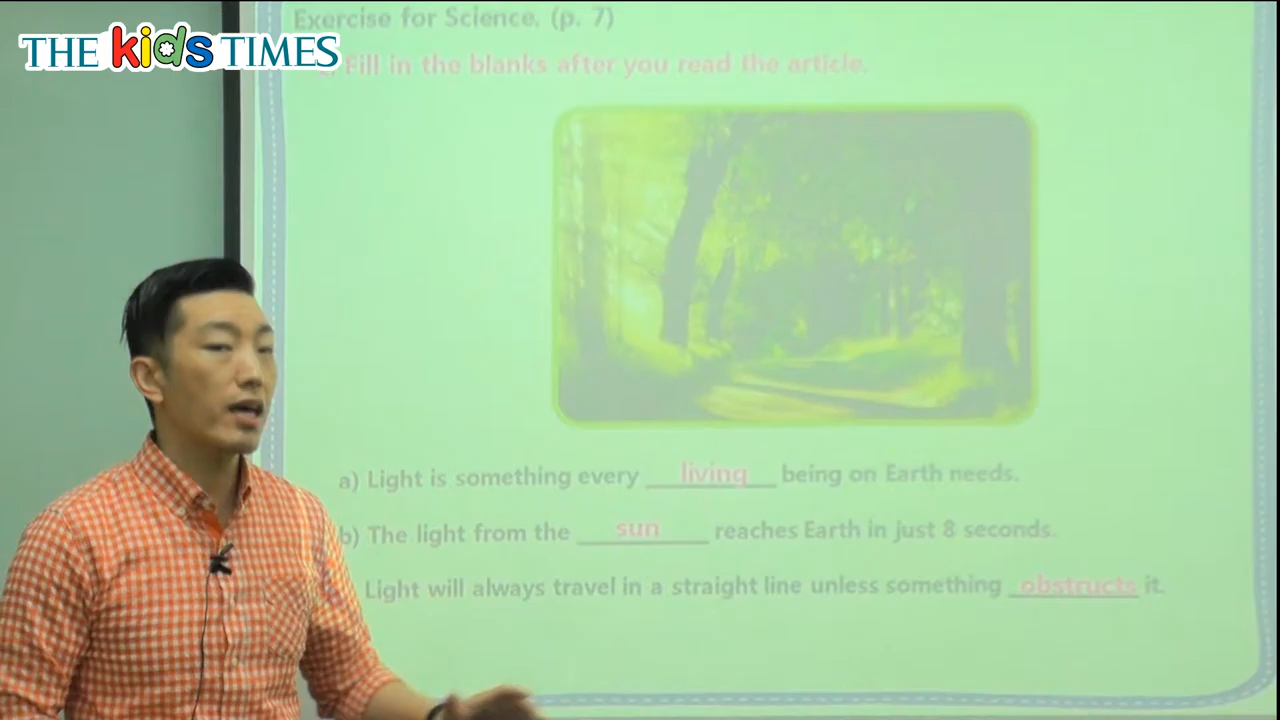 THE kids TIMES
Exercise for Science. (p. 7)
Fill in the blanks after you read the article.
a) Light is something every living being on Earth needs.
b) The light from the sun reaches Earth in just 8 seconds.
Light will always travel in a straight line unless something obstructs it.